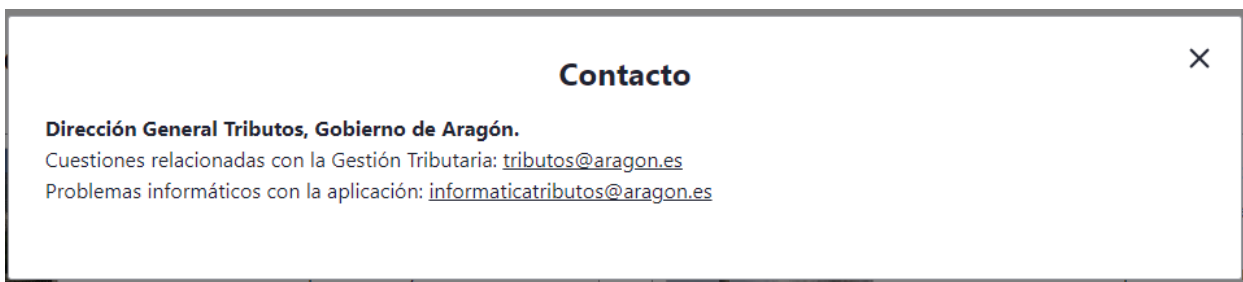 Contacto
Dirección General Tributos, Gobierno de Aragón.
Cuestiones relacionadas con la Gestión Tributaria: tributos@aragon.es
Problemas informáticos con la aplicación: informaticatributos@aragon.es